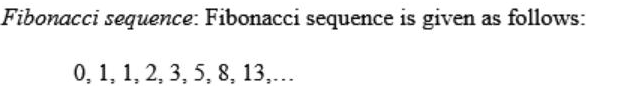 Fibonacci sequence: Fibonacci sequence is given as follows:
0, 1, 1, 2, 3, 5, 8, 13,...